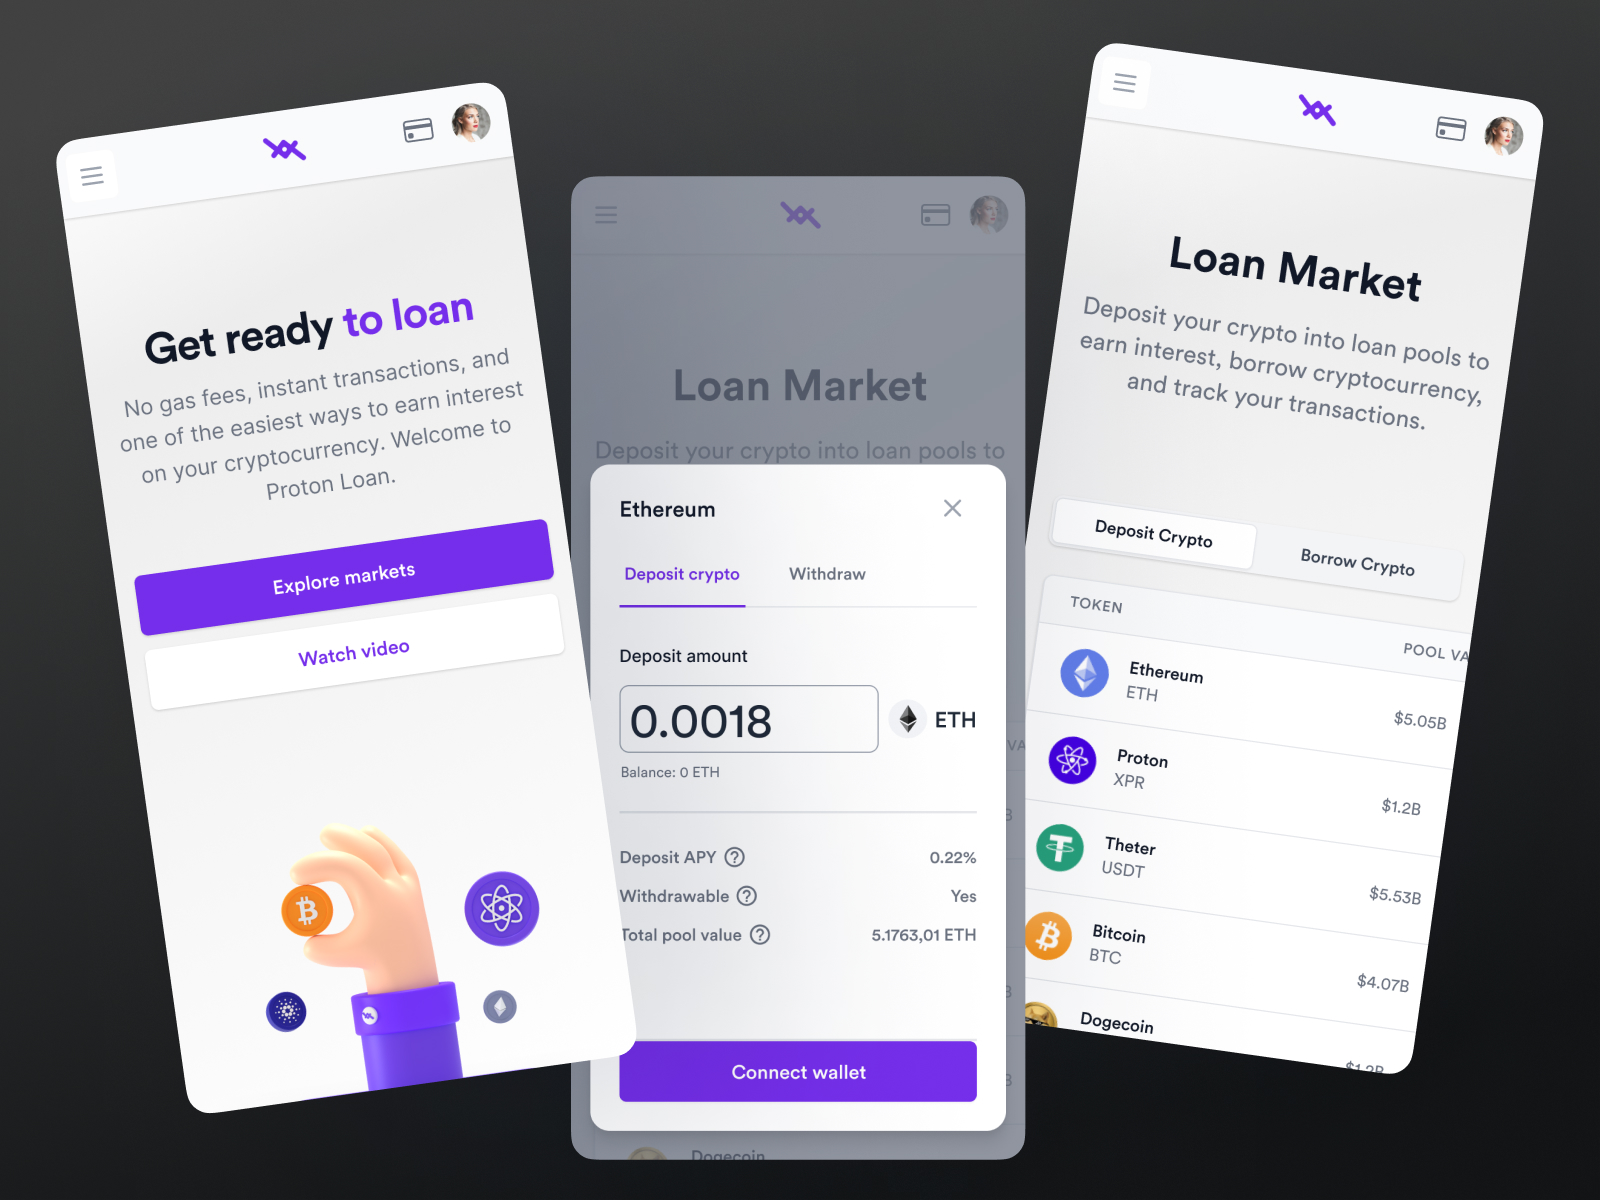 Get ready to loan
No gas fees, instant transactions, and
one of the easiest ways to earn interest
on your cryptocurrency. Welcome to
Proton Loan.
Explore markets
Watch video
Loan Market
Deposit your crypto into loan pools to
Ethereum
Deposit crypto
Withdraw
Deposit amount
0.0018
ETH
Balance: 0 ETH
Deposit APY
0.22%
Withdrawable
Yes
Total pool value
5.1763,01 ETH
Connect wallet
VA
B
B
B
Dogecoin
Loan Market
Deposit your crypto into loan pools to
earn interest, borrow cryptocurrency,
and track your transactions.
Deposit Crypto
Borrow Crypto
TOKEN
POOL VA
Ethereum
ETH
$5.05B
Proton
XPR
$1.2B
Theter
USDT
$5.53B
Bitcoin
BTC
$4.07B
Dogecoin
$1.2B